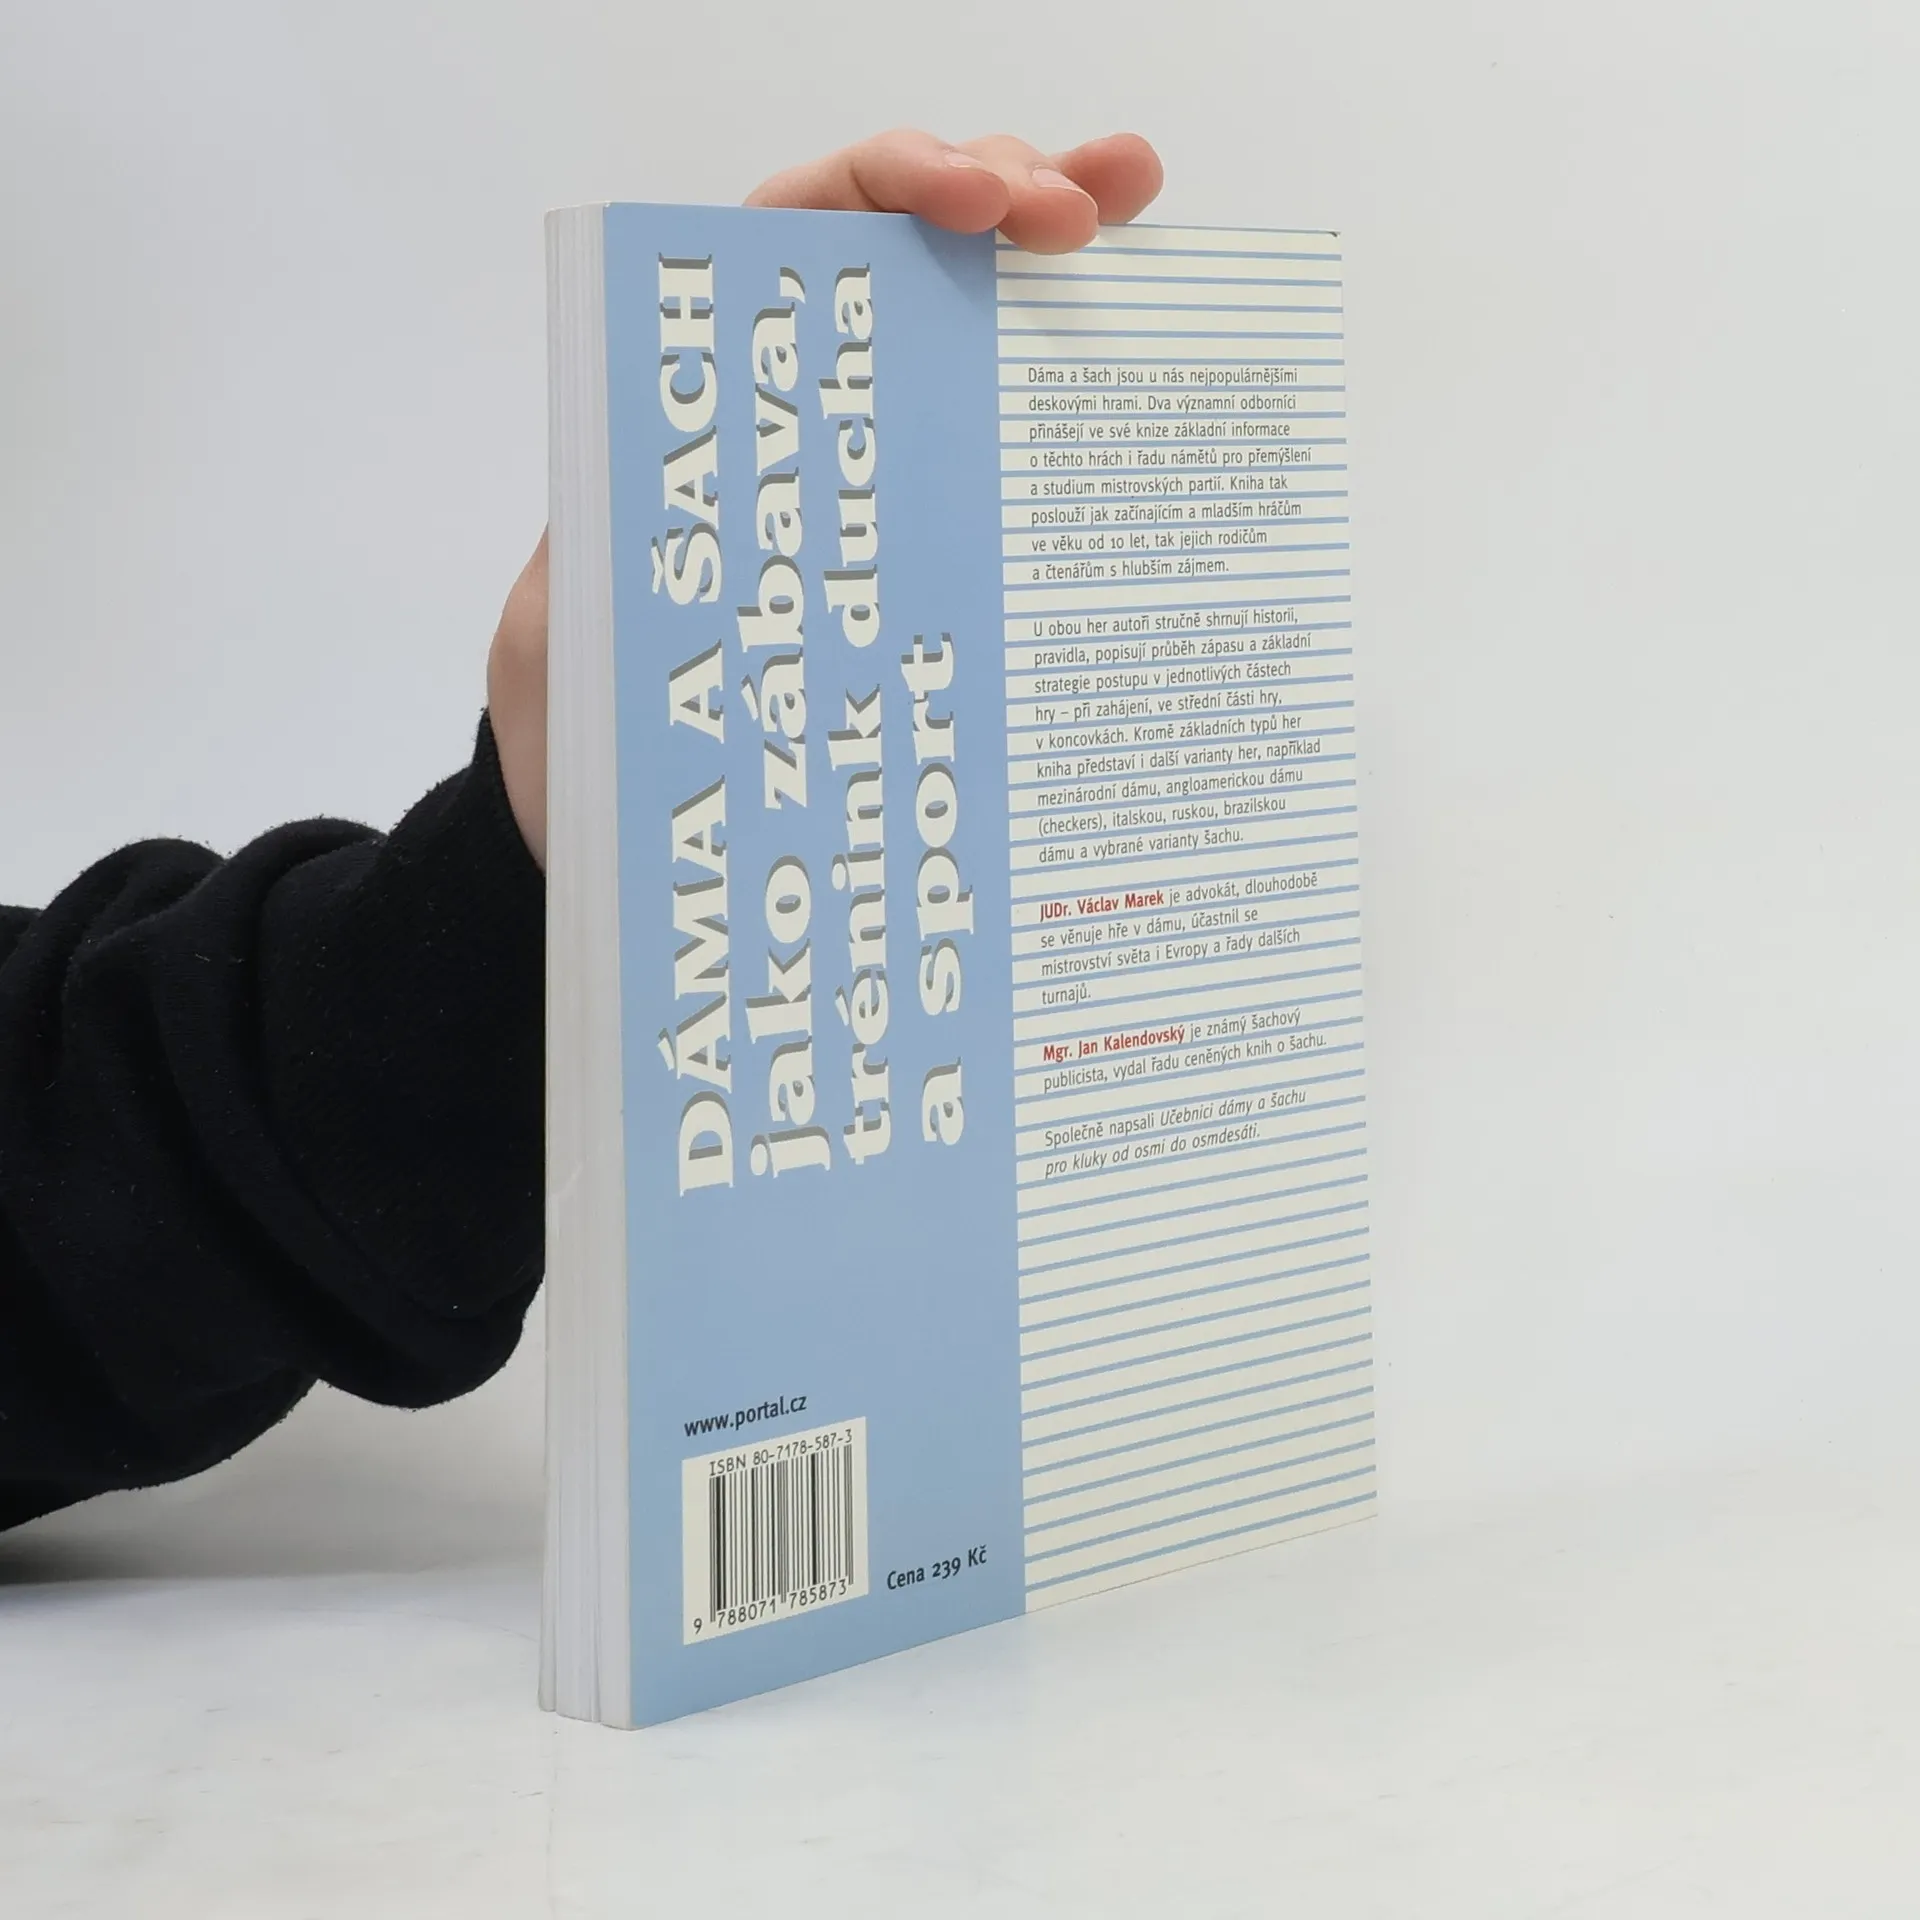 DÁMA A ŠACH
jako zábava,
trénink ducha
a sport
Dáma a šach jsou u nás nejpopulárnějšími
deskovými hrami. Dva významní odborníci
přinášejí ve své knize základní informace
o těchto hrách i řadu námětů pro přemýšlení
a studium mistrovských partií. Kniha tak
poslouží jak začínajícím a mladším hráčům
ve věku od 10 let, tak jejich rodičům
a čtenářům s hlubším zájmem.
U obou her autoři stručně shrnují historii,
pravidla, popisují průběh zápasu a základní
strategie postupu v jednotlivých částech
hry – při zahájení, ve střední části hry,
v koncovkách. Kromě základních typů her
kniha představí i další varianty her, například
mezinárodní dámu, angloamerickou dámu
(checkers), italskou, ruskou, brazilskou
dámu a vybrané varianty šachu.
JUDr. Václav Marek je advokát, dlouhodobě
se věnuje hře v dámu, účastnil se
mistrovství světa i Evropy a řady dalších
turnajů.
Mgr. Jan Kalendovský je známý šachový
publicista, vydal řadu ceněných knih o šachu.
Společně napsali Učebnici dámy a šachu
pro kluky od osmi do osmdesáti.
www.portal.cz
ISBN 80-7178-587-3
9 788071 785873
Cena 239 Kč